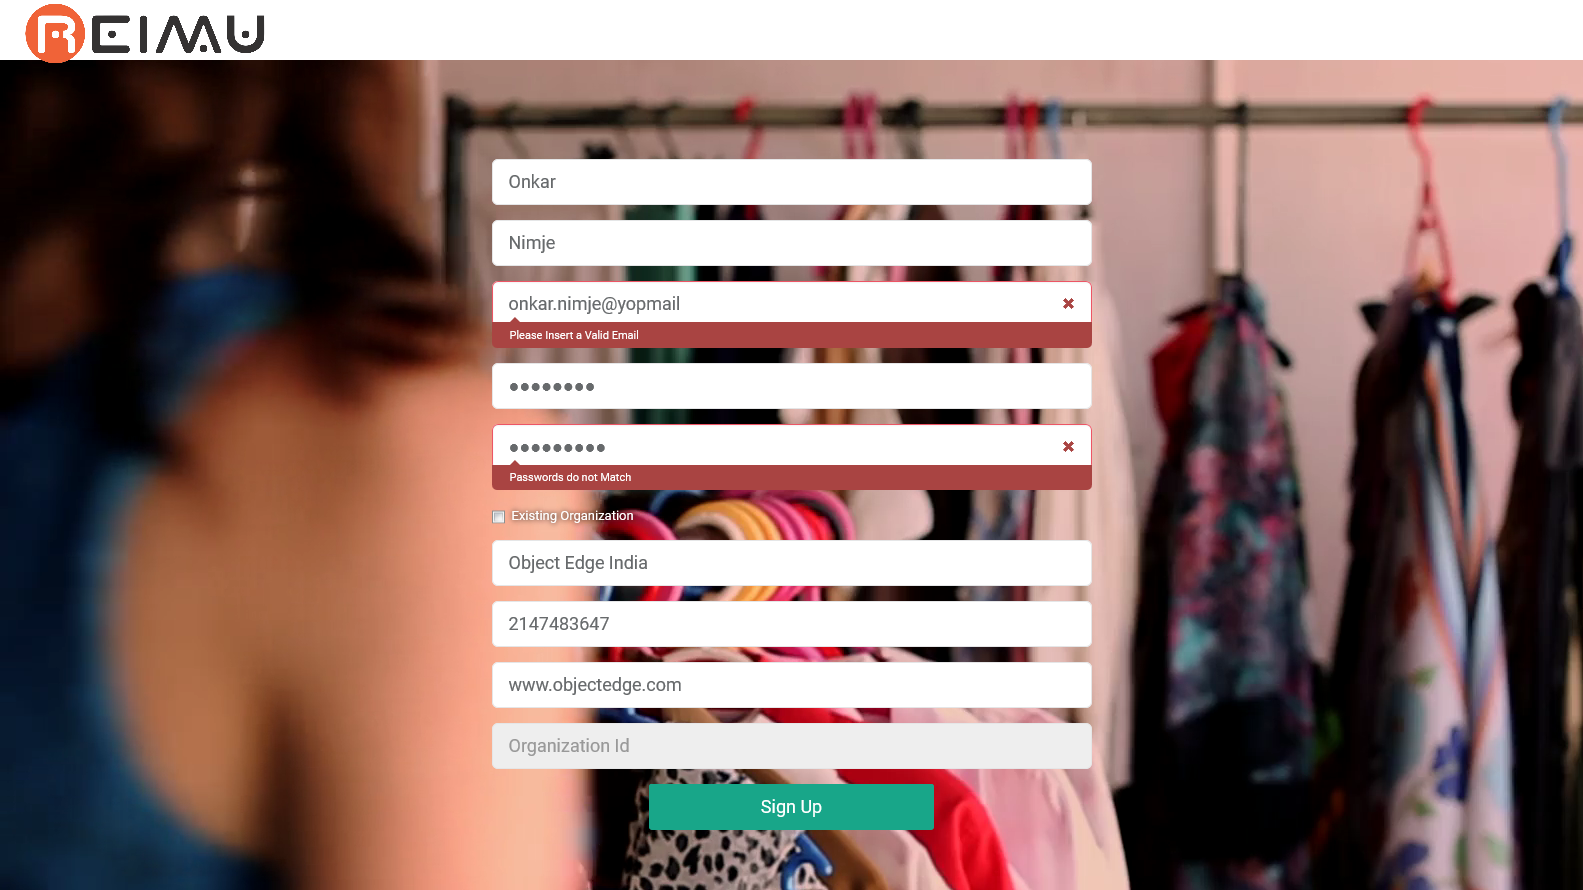 REIMU
Onkar
Nimje
onkar.nimje@yopmail
Please Insert a Valid Email
●●●●●●●●
●●●●●●●●●
Passwords do not Match
Existing Organization
Object Edge India
2147483647
www.objectedge.com
Organization Id
Sign Up